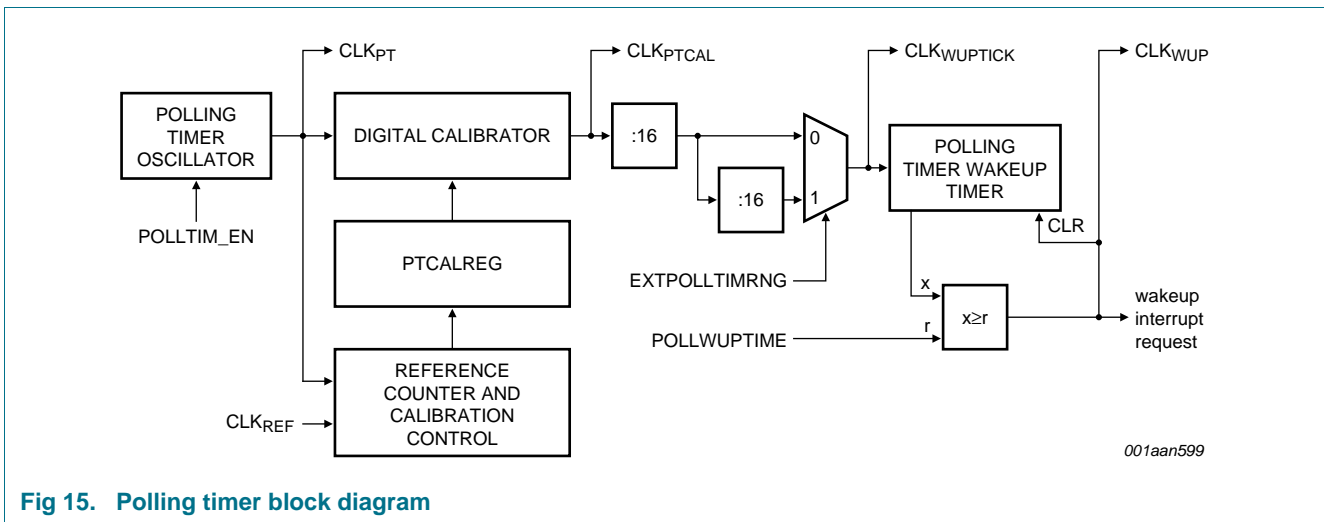 CLKPT
CLKPTCAL
CLKWUPTICK
CLKWUP
POLLING
TIMER
OSCILLATOR
DIGITAL CALIBRATOR
:16
0
:16
1
POLLING
TIMER WAKEUP
TIMER
CLR
POLLTIM_EN
PTCALREG
EXTPOLLTIMRNG
x
POLLWUPTIME
r
x≥r
wakeup
interrupt
request
REFERENCE
COUNTER AND
CALIBRATION
CONTROL
CLKREF
001aan599
Fig 15. Polling timer block diagram